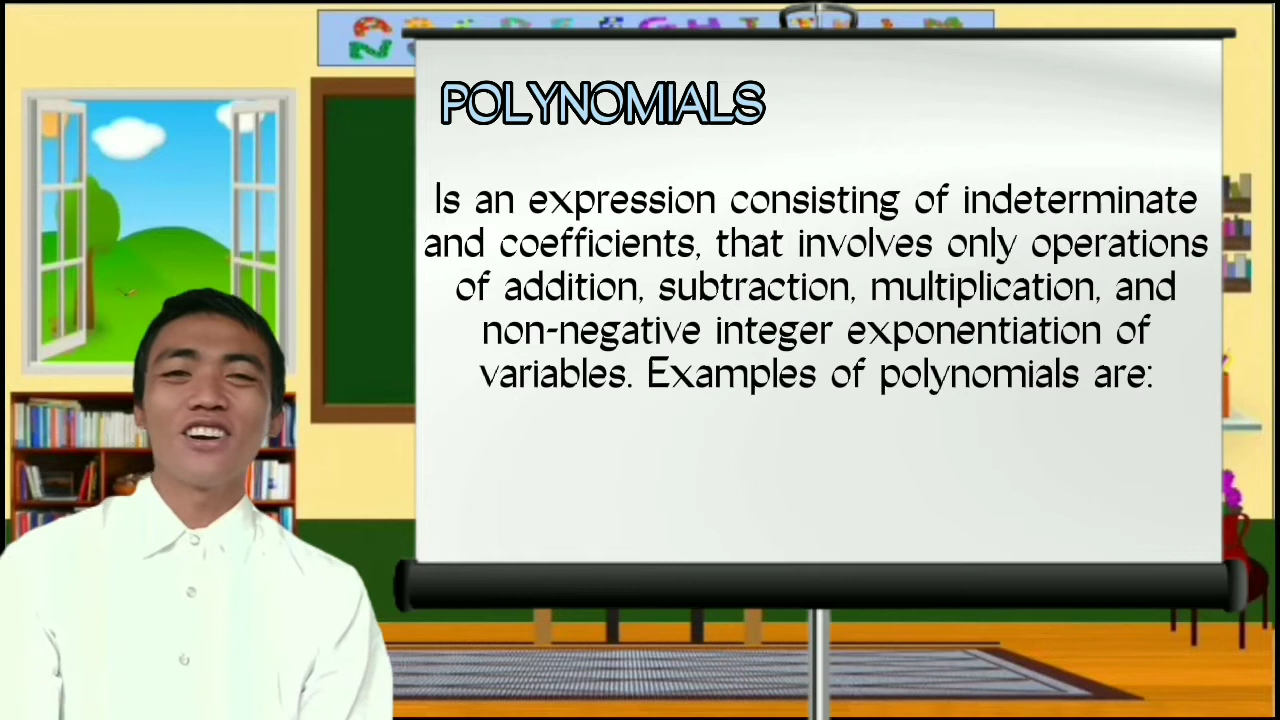 POLYNOMIALS
Is an expression consisting of indeterminate
and coefficients, that involves only operations
of addition, subtraction, multiplication, and
non-negative integer exponentiation of
variables. Examples of polynomials are: